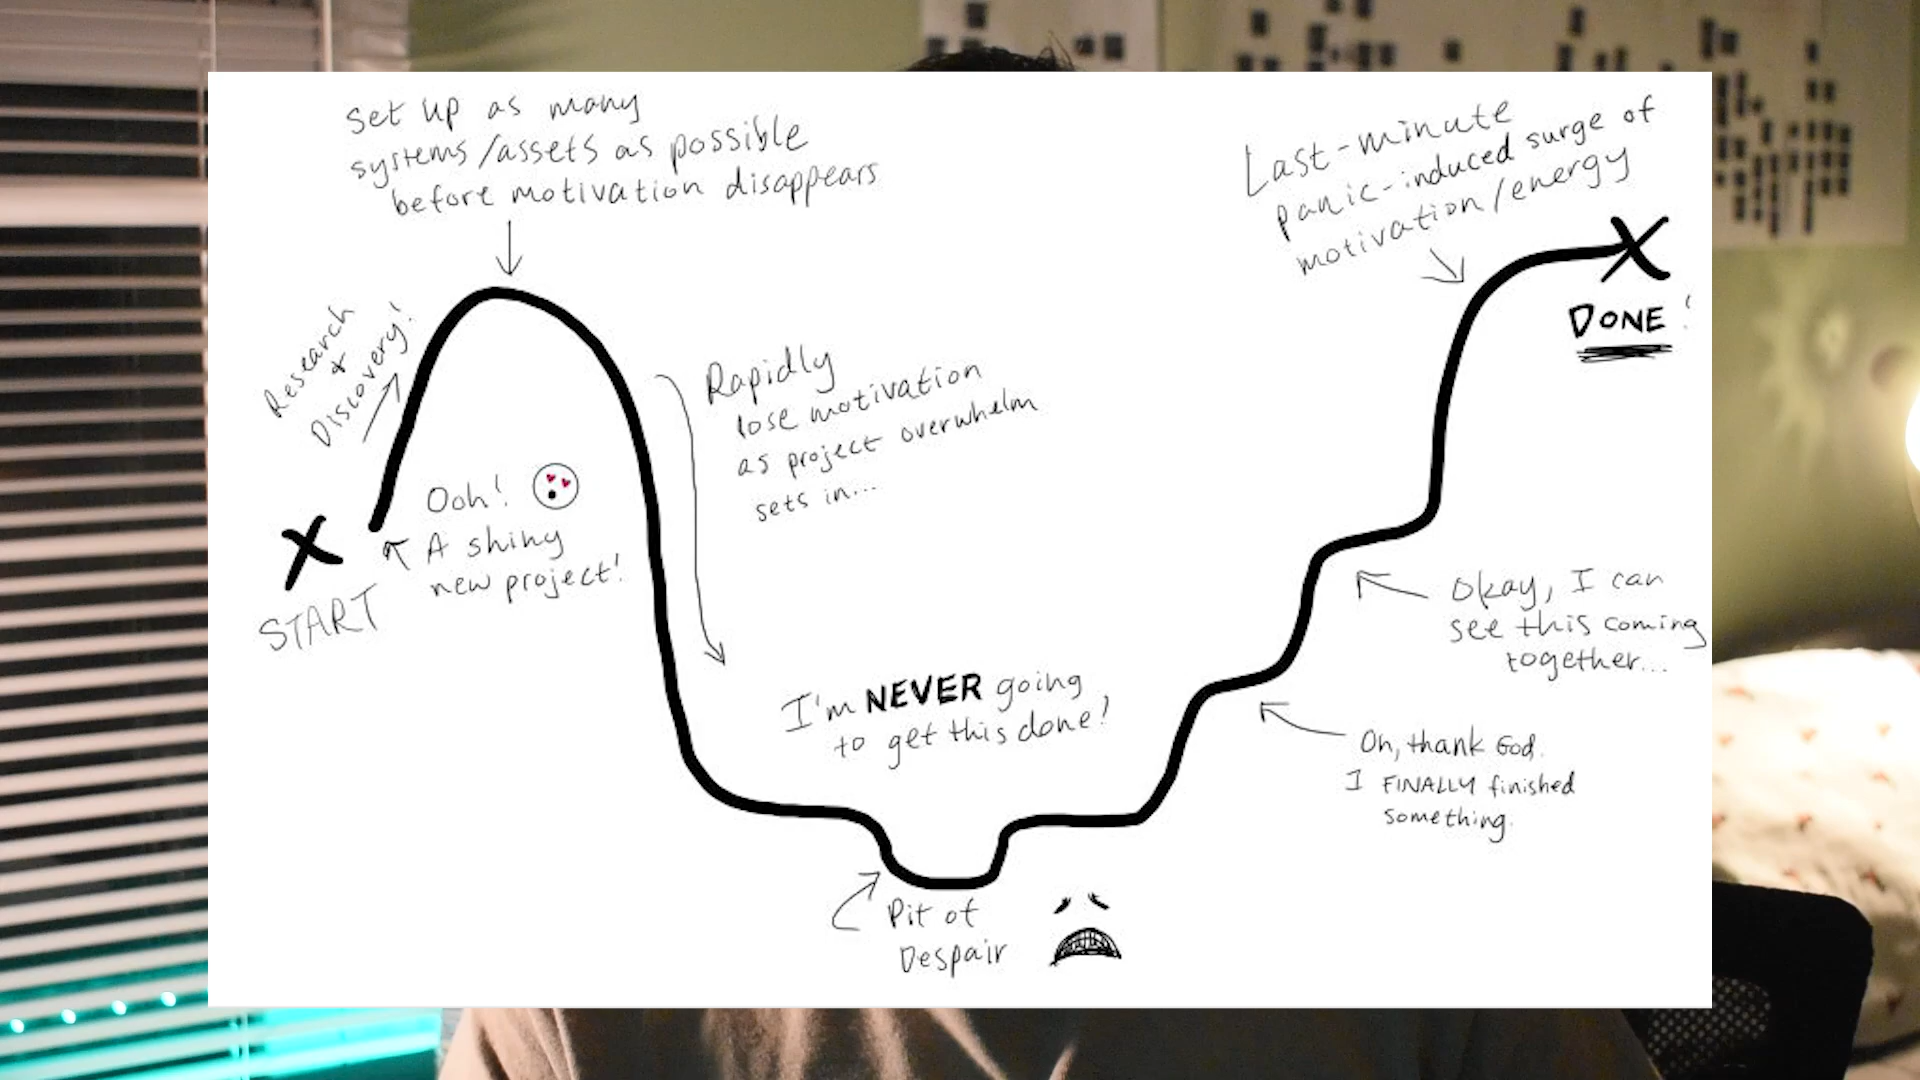 Set up as many
systems/assets as possible
before motivation disappears
Research
&
Discovery!
START
Ooh!
A shiny
new project!
Rapidly
lose motivation
as project overwhelm
sets in...
I'm NEVER going
to get this done!
Pit of
Despair
Oh, thank God.
I FINALLY finished
something.
Okay, I can
see this coming
together...
Last-minute
panic-induced surge of
motivation/energy
DONE!